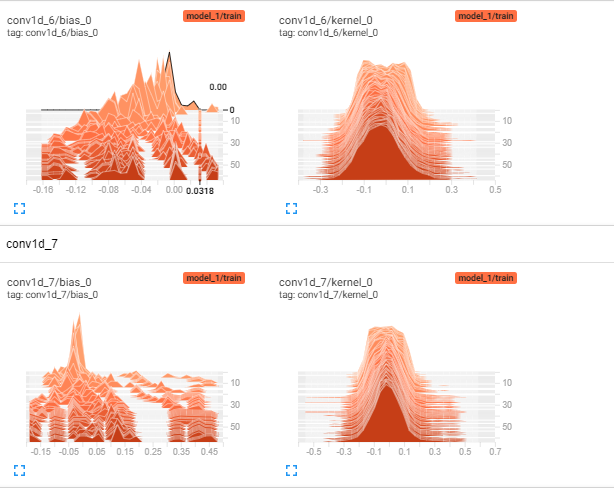 conv1d_6/bias_0
model_1/train
tag: conv1d_6/bias_0
0.00
0
10
30
50
-0.16 -0.12 -0.08 -0.04 0.00 0.0318
conv1d_6/kernel_0
model_1/train
tag: conv1d_6/kernel_0
10
30
50
-0.3 -0.1 0.1 0.3 0.5
conv1d_7
conv1d_7/bias_0
model_1/train
tag: conv1d_7/bias_0
10
30
50
-0.15 -0.05 0.05 0.15 0.25 0.35 0.45
conv1d_7/kernel_0
model_1/train
tag: conv1d_7/kernel_0
10
30
50
-0.5 -0.3 -0.1 0.1 0.3 0.5 0.7